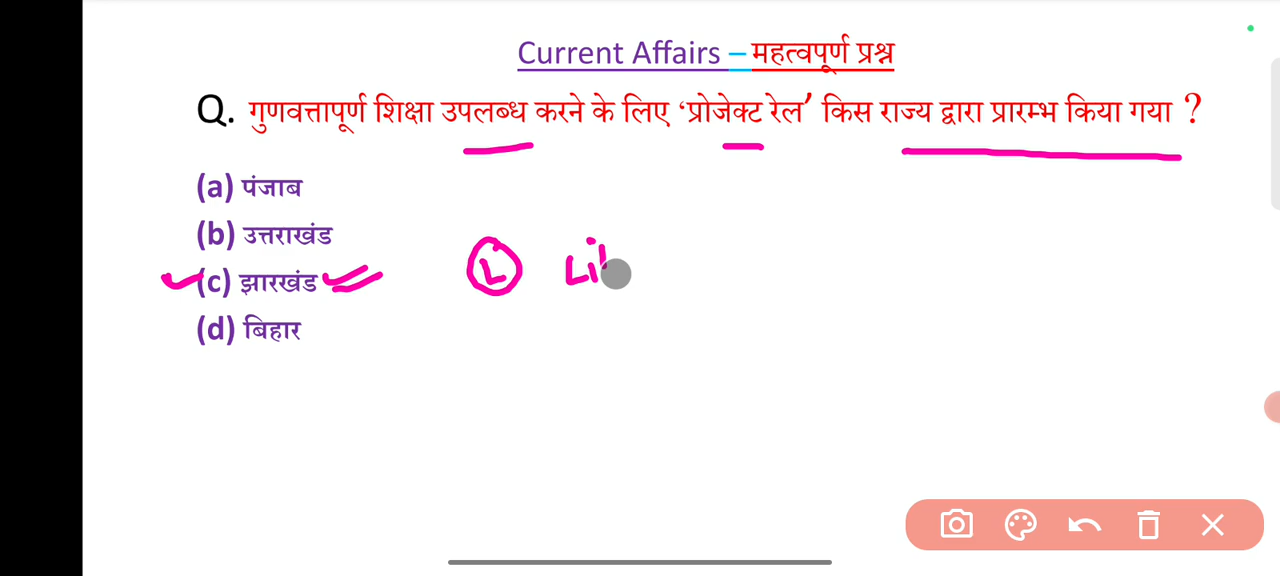 Current Affairs – महत्वपूर्ण प्रश्न
Q. गुणवत्तापूर्ण शिक्षा उपलब्ध करने के लिए ‘प्रोजेक्ट रेल’ किस राज्य द्वारा प्रारम्भ किया गया ?
(a) पंजाब
(b) उत्तराखंड
(c) झारखंड
(d) बिहार
L